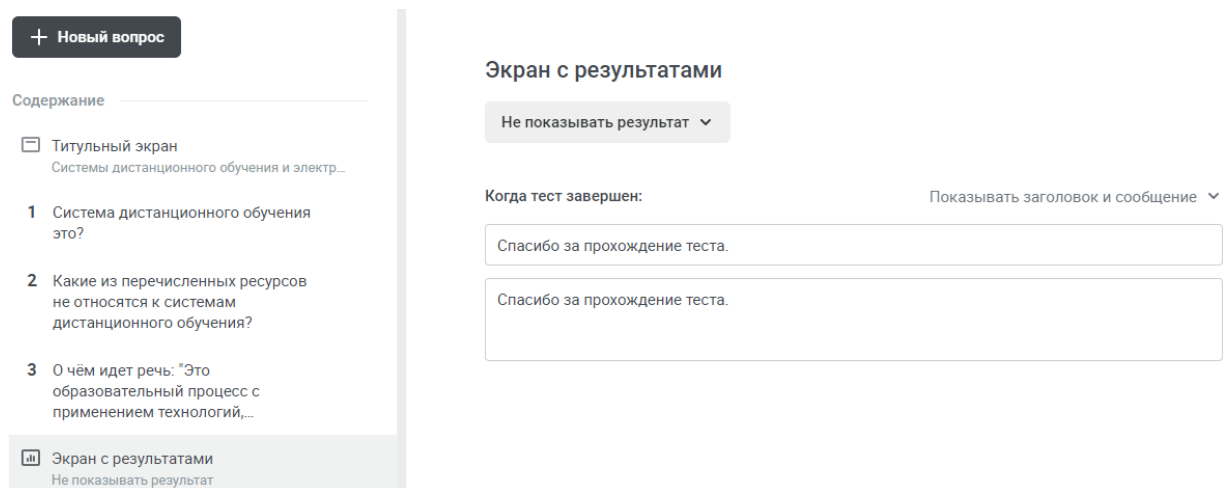 Новый вопрос
Содержание
Титульный экран
Системы дистанционного обучения и электр...
1 Система дистанционного обучения
это?
2 Какие из перечисленных ресурсов
не относятся к системам
дистанционного обучения?
3 О чём идет речь: "Это
образовательный процесс с
применением технологий,...
Экран с результатами
Не показывать результат
Экран с результатами
Не показывать результат
Когда тест завершен:
Показывать заголовок и сообщение
Спасибо за прохождение теста.
Спасибо за прохождение теста.